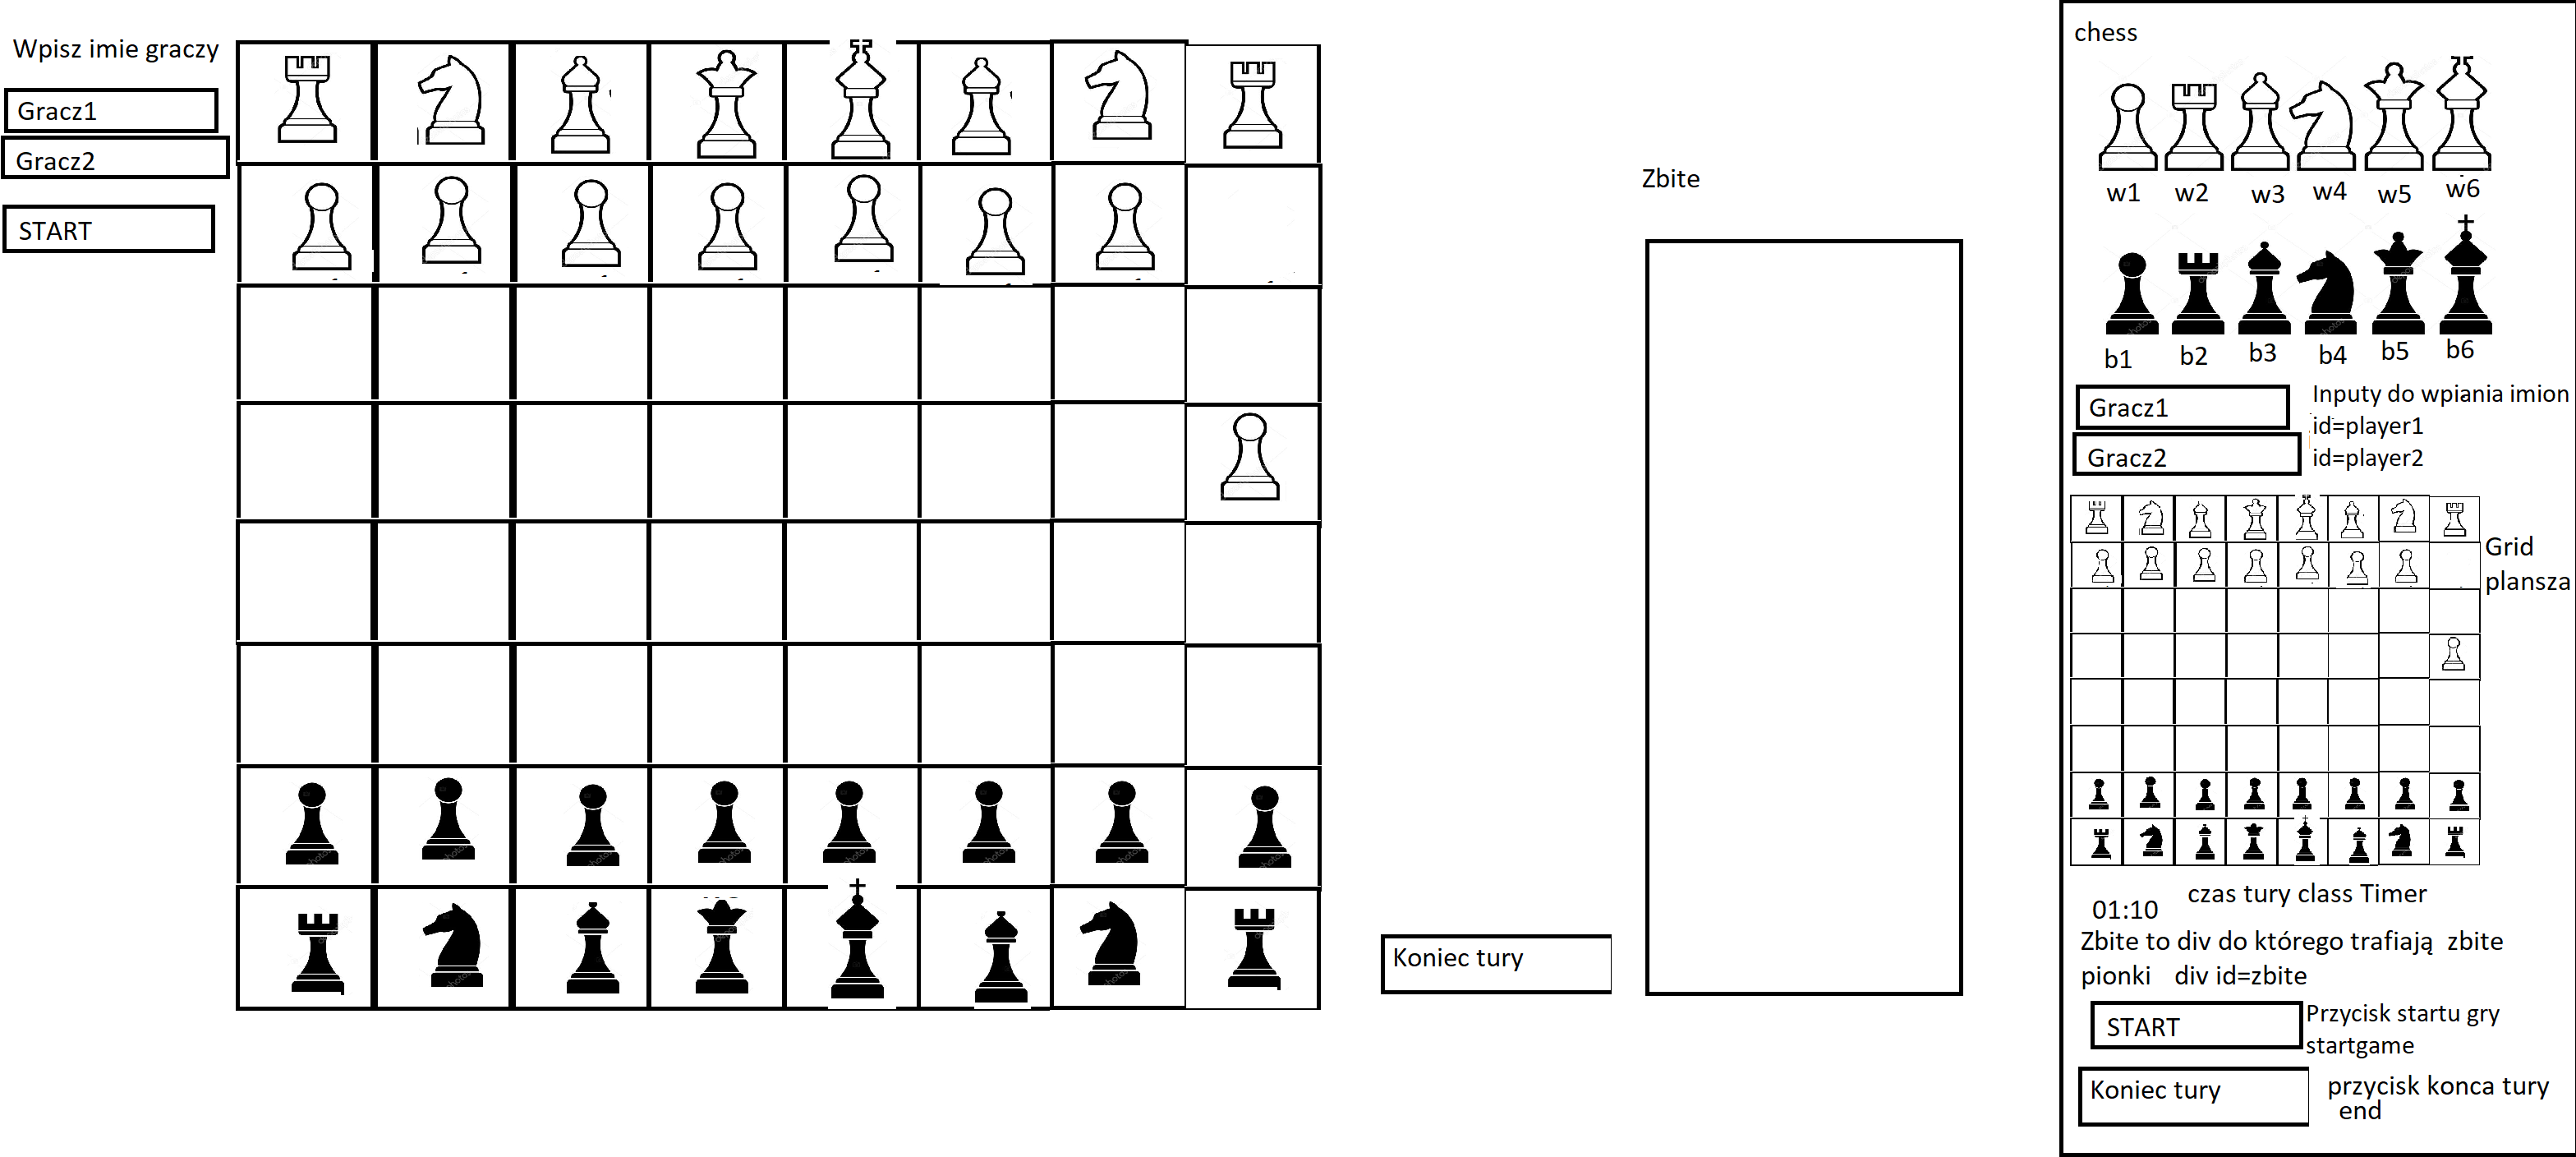 Wpisz imie graczy
Gracz1
Gracz2
START
Zbite
Koniec tury
chess
w1 w2 w3 w4 w5 w6
b1 b2 b3 b4 b5 b6
Gracz1
Gracz2
Inputy do wpiania imion
id=player1
id=player2
Grid
plansza
01:10
czas tury class Timer
Zbite to div do którego trafiają zbite
pionki div id=zbite
START
Przycisk startu gry
startgame
Koniec tury
przycisk konca tury
end